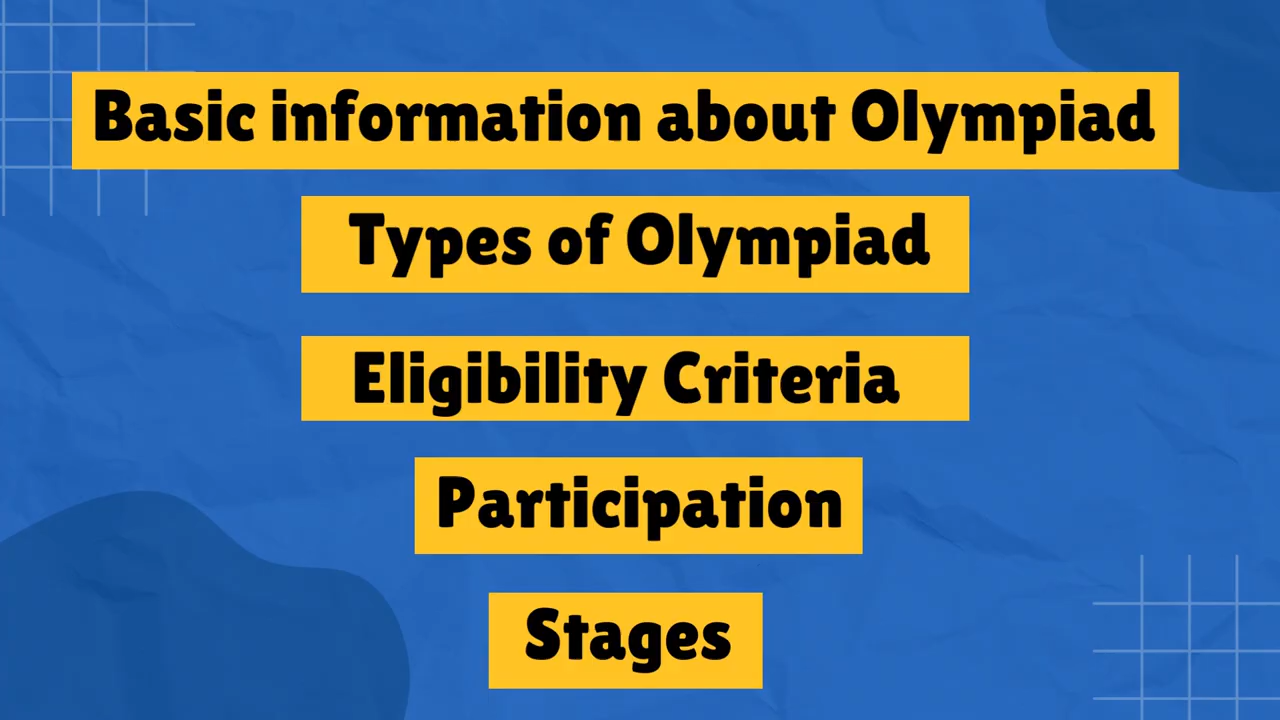 Basic information about Olympiad
Types of Olympiad
Eligibility Criteria
Participation
Stages